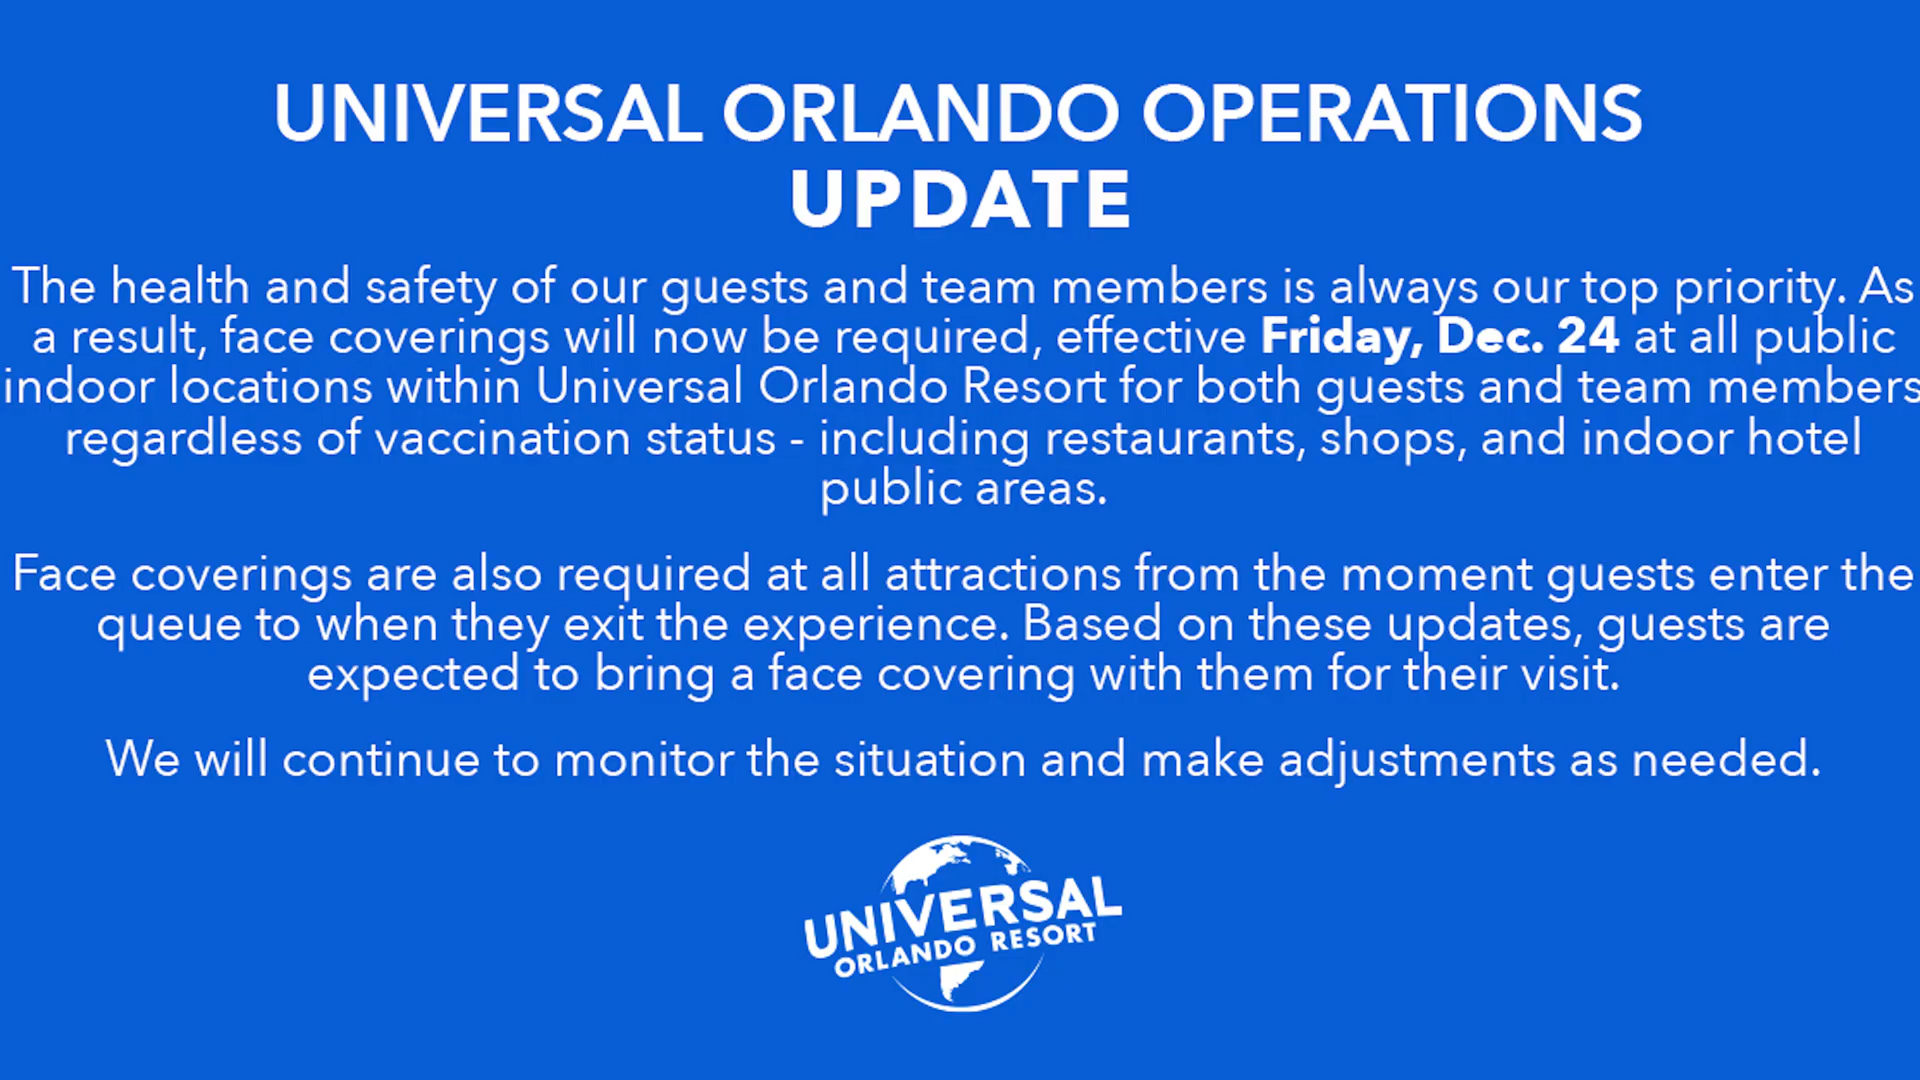 UNIVERSAL ORLANDO OPERATIONS
UPDATE
The health and safety of our guests and team members is always our top priority. As
a result, face coverings will now be required, effective Friday, Dec. 24 at all public
indoor locations within Universal Orlando Resort for both guests and team members
regardless of vaccination status - including restaurants, shops, and indoor hotel
public areas.
Face coverings are also required at all attractions from the moment guests enter the
queue to when they exit the experience. Based on these updates, guests are
expected to bring a face covering with them for their visit.
We will continue to monitor the situation and make adjustments as needed.
UNIVERSAL
ORLANDO RESORT